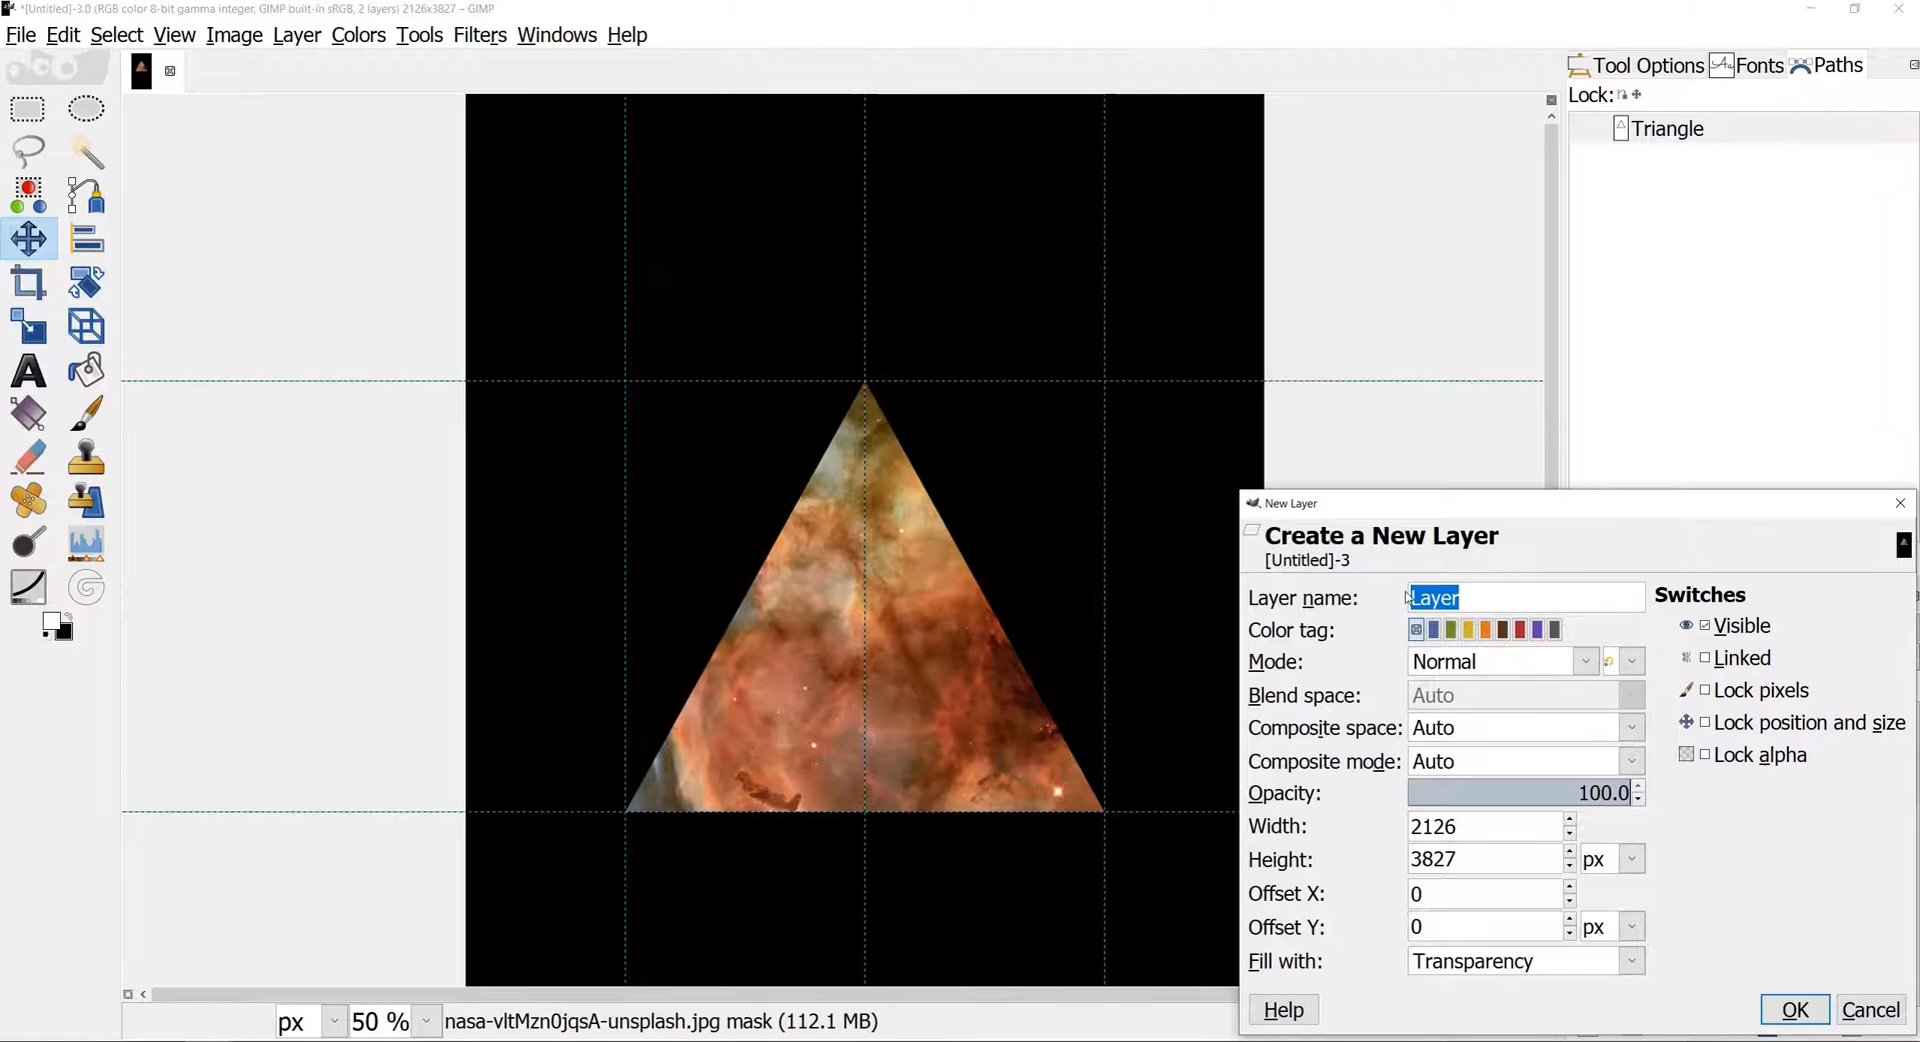 *[Untitled]-3.0 (RGB color 8-bit gamma integer, GIMP built-in sRGB, 2 layers) 2126x3827 – GIMP
File Edit Select View Image Layer Colors Tools Filters Windows Help
Tool Options Aa Fonts Paths
Lock:
Triangle
New Layer
Create a New Layer
[Untitled]-3
Layer name: Layer
Switches
Color tag:
Visible
Mode: Normal
Linked
Blend space: Auto
Lock pixels
Composite space: Auto
Lock position and size
Composite mode: Auto
Lock alpha
Opacity: 100.0
Width: 2126
Height: 3827 px
Offset X: 0
Offset Y: 0 px
Fill with: Transparency
Help OK Cancel
px 50 % nasa-vltMzn0jqsA-unsplash.jpg mask (112.1 MB)